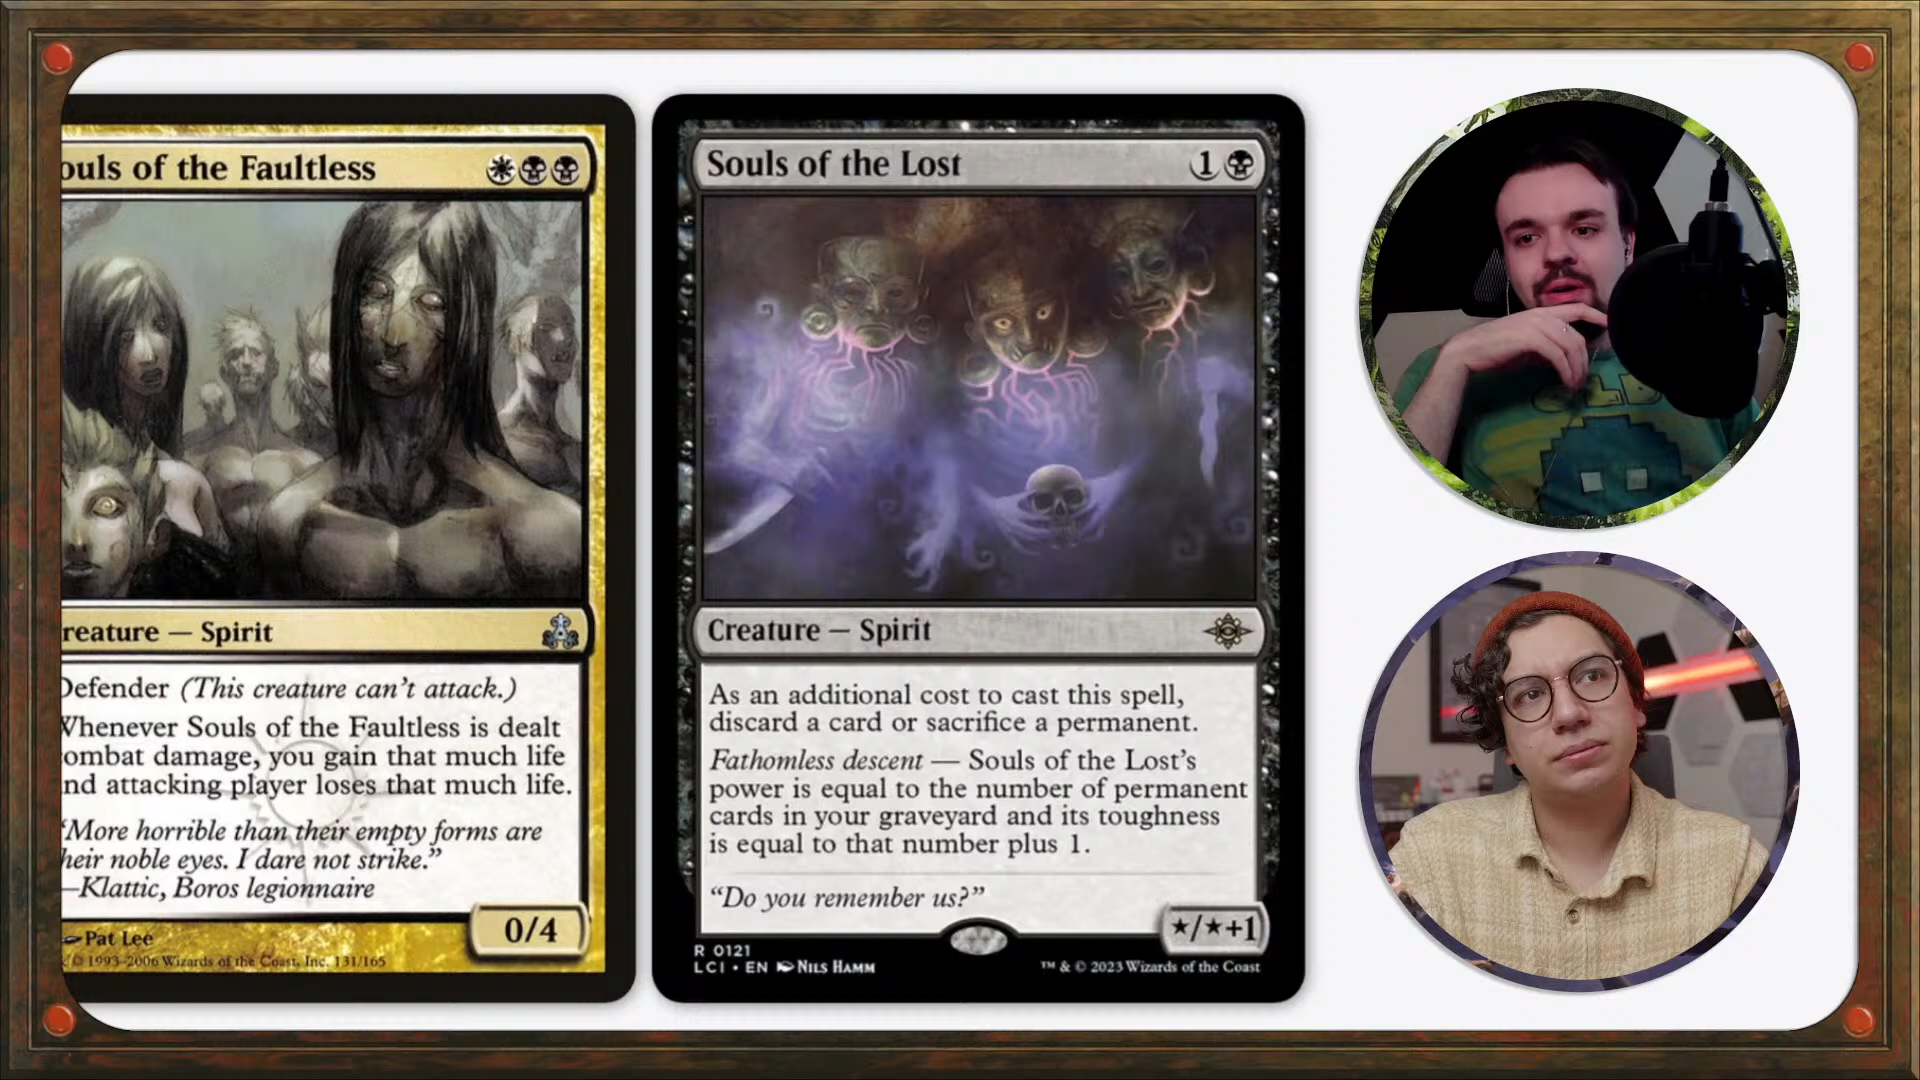 ouls of the Faultless
reature — Spirit
Defender (This creature can't attack.)
Whenever Souls of the Faultless is dealt
ombat damage, you gain that much life
nd attacking player loses that much life.
"More horrible than their empty forms are
heir noble eyes. I dare not strike."
—Klattic, Boros legionnaire
0/4
Pat Lee
© 1993–2006 Wizards of the Coast, Inc. 131/165
Souls of the Lost
1
Creature — Spirit
As an additional cost to cast this spell,
discard a card or sacrifice a permanent.
Fathomless descent — Souls of the Lost's
power is equal to the number of permanent
cards in your graveyard and its toughness
is equal to that number plus 1.
"Do you remember us?"
★/★+1
R 0121
LCI • EN NILS HAMM
™ & © 2023 Wizards of the Coast